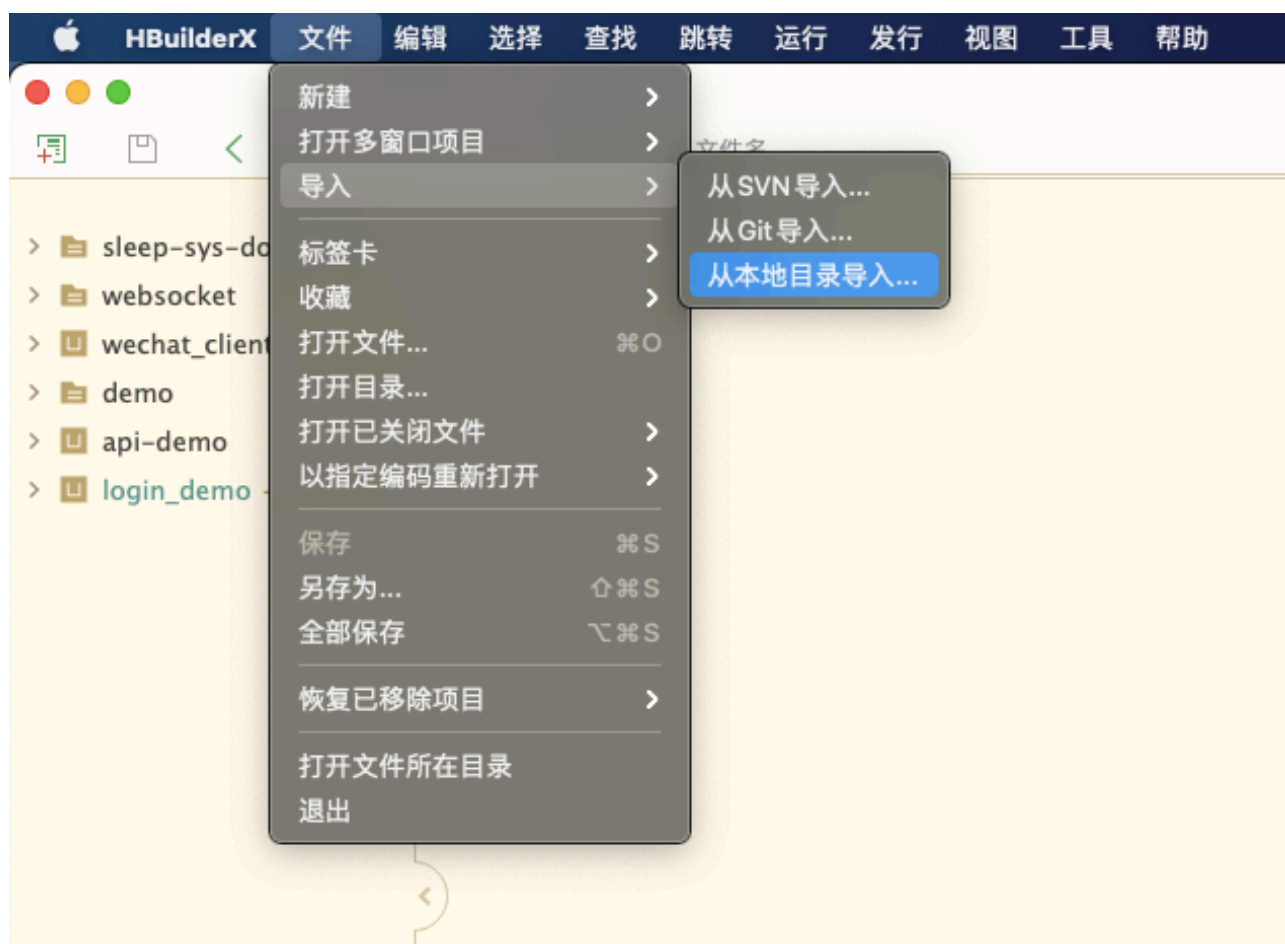 HBuilderX 文件 编辑 选择 查找 跳转 运行 发行 视图 工具 帮助
新建
打开多窗口项目
文件名
导入
从SVN导入...
从Git导入...
从本地目录导入...
sleep-sys-do
websocket
wechat_client
demo
api-demo
login_demo
标签卡
收藏
打开文件... ⌘O
打开目录...
打开已关闭文件
以指定编码重新打开
保存 ⌘S
另存为... ⇧⌘S
全部保存 ⌥⌘S
恢复已移除项目
打开文件所在目录
退出